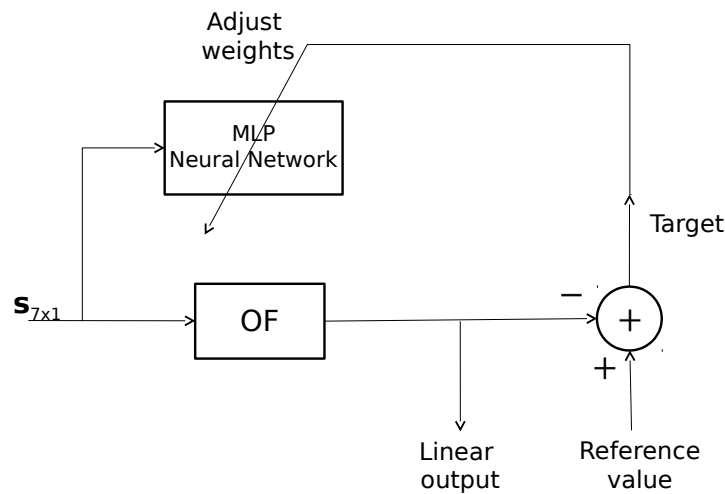 Adjust
weights
MLP
Neural Network
Target
s7x1
OF
−
+
+
Linear
output
Reference
value